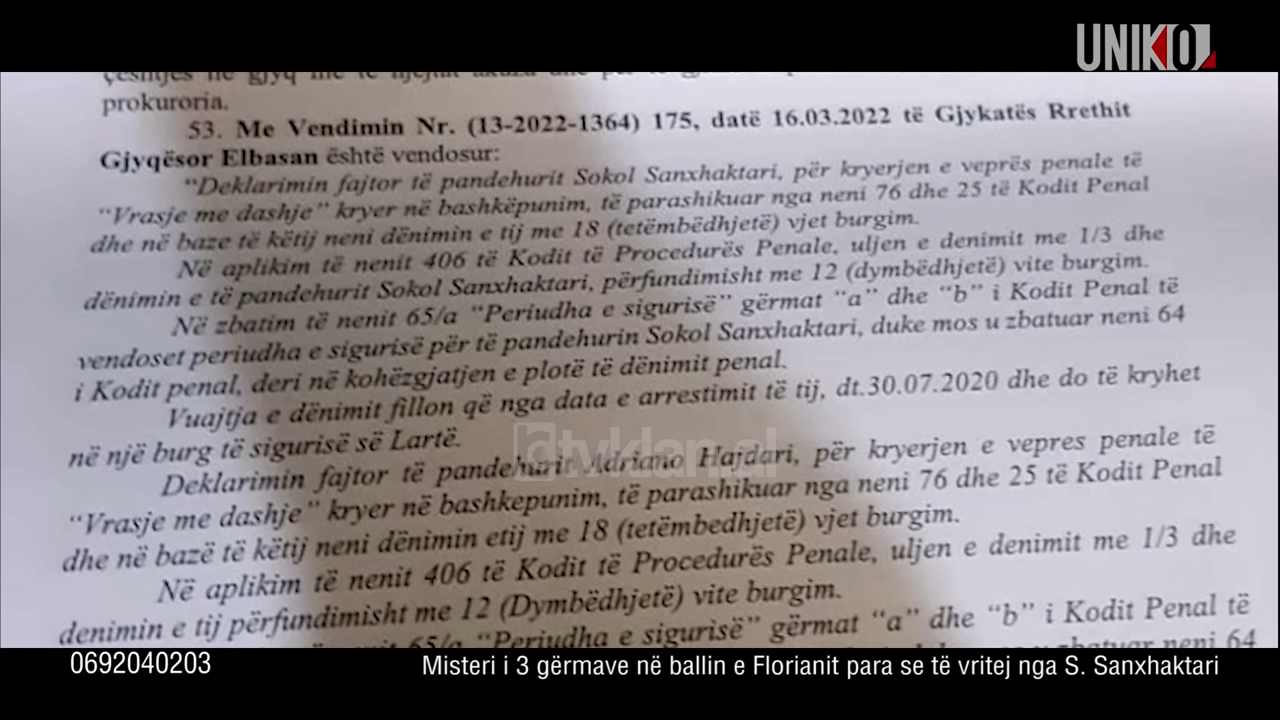 UNIKO
prokuroria.
53. Me Vendimin Nr. (13-2022-1364) 175, datë 16.03.2022 të Gjykatës Rrethit
Gjyqësor Elbasan është vendosur:
“Deklarimin fajtor të pandehurit Sokol Sanxhaktari, për kryerjen e veprës penale të
“Vrasje me dashje” kryer në bashkëpunim, të parashikuar nga neni 76 dhe 25 të Kodit Penal
dhe në baze të këtij neni dënimin e tij me 18 (tetëmbëdhjetë) vjet burgim.
Në aplikim të nenit 406 të Kodit të Procedurës Penale, uljen e denimit me 1/3 dhe
dënimin e të pandehurit Sokol Sanxhaktari, përfundimisht me 12 (dymbëdhjetë) vite burgim.
Në zbatim të nenit 65/a “Periudha e sigurisë” gërmat “a” dhe “b” i Kodit Penal të
vendoset periudha e sigurisë për të pandehurin Sokol Sanxhaktari, duke mos u zbatuar neni 64
i Kodit penal, deri në kohëzgjatjen e plotë të dënimit penal.
Vuajtja e dënimit fillon që nga data e arrestimit të tij, dt.30.07.2020 dhe do të kryhet
në një burg të sigurisë së Lartë.
tvklan.al
Deklarimin fajtor të pandehurit Adriano Hajdari, për kryerjen e vepres penale të
“Vrasje me dashje” kryer në bashkepunim, të parashikuar nga neni 76 dhe 25 të Kodit Penal
dhe në bazë të këtij neni dënimin etij me 18 (tetëmbedhjetë) vjet burgim.
Në aplikim të nenit 406 të Kodit të Procedurës Penale, uljen e denimit me 1/3 dhe
denimin e tij përfundimisht me 12 (Dymbëdhjetë) vite burgim.
65/a “Periudha e sigurisë” gërmat “a” dhe “b” i Kodit Penal të
zbatuar neni 64
0692040203
Misteri i 3 gërmave në ballin e Florianit para se të vritej nga S. Sanxhaktari